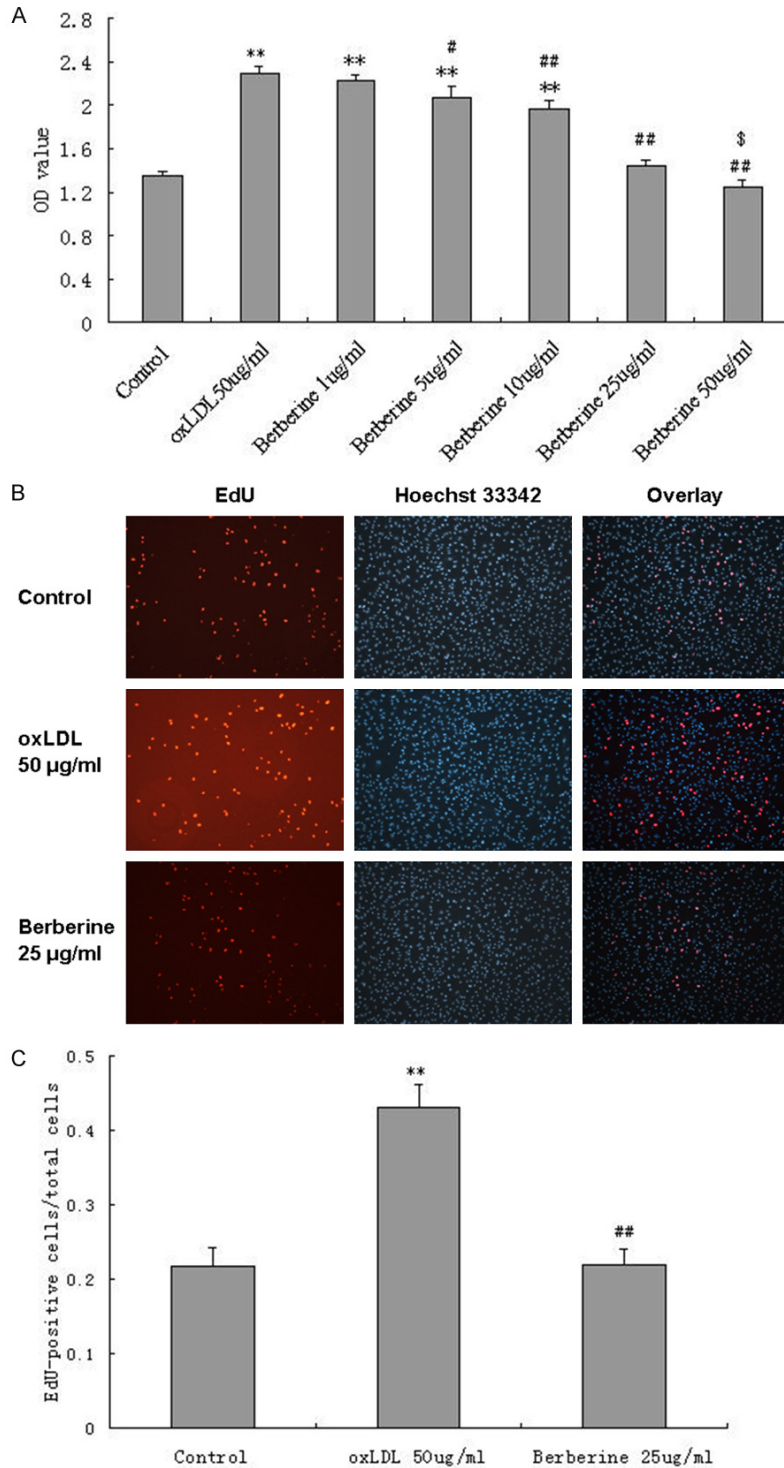 A
OD value
2.8
2.4
2
1.6
1.2
0.8
0.4
0
**
**
#
**
##
**
##
$
##
Control
oxLDL 50ug/ml
Berberine 1ug/ml
Berberine 5ug/ml
Berberine 10ug/ml
Berberine 25ug/ml
Berberine 50ug/ml
B
EdU Hoechst 33342 Overlay
Control
oxLDL
50 µg/ml
Berberine
25 µg/ml
C
EdU-positive cells/total cells
0.5
0.4
0.3
0.2
0.1
0
**
##
Control oxLDL 50ug/ml Berberine 25ug/ml